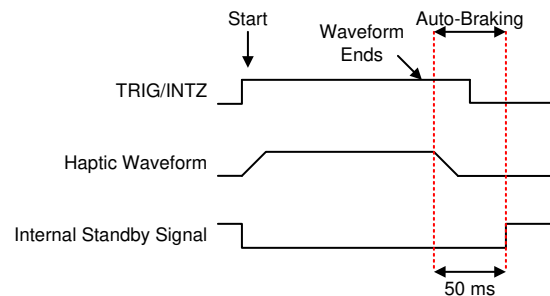 Start
Auto-Braking
Waveform
Ends
TRIG/INTZ
Haptic Waveform
Internal Standby Signal
50 ms